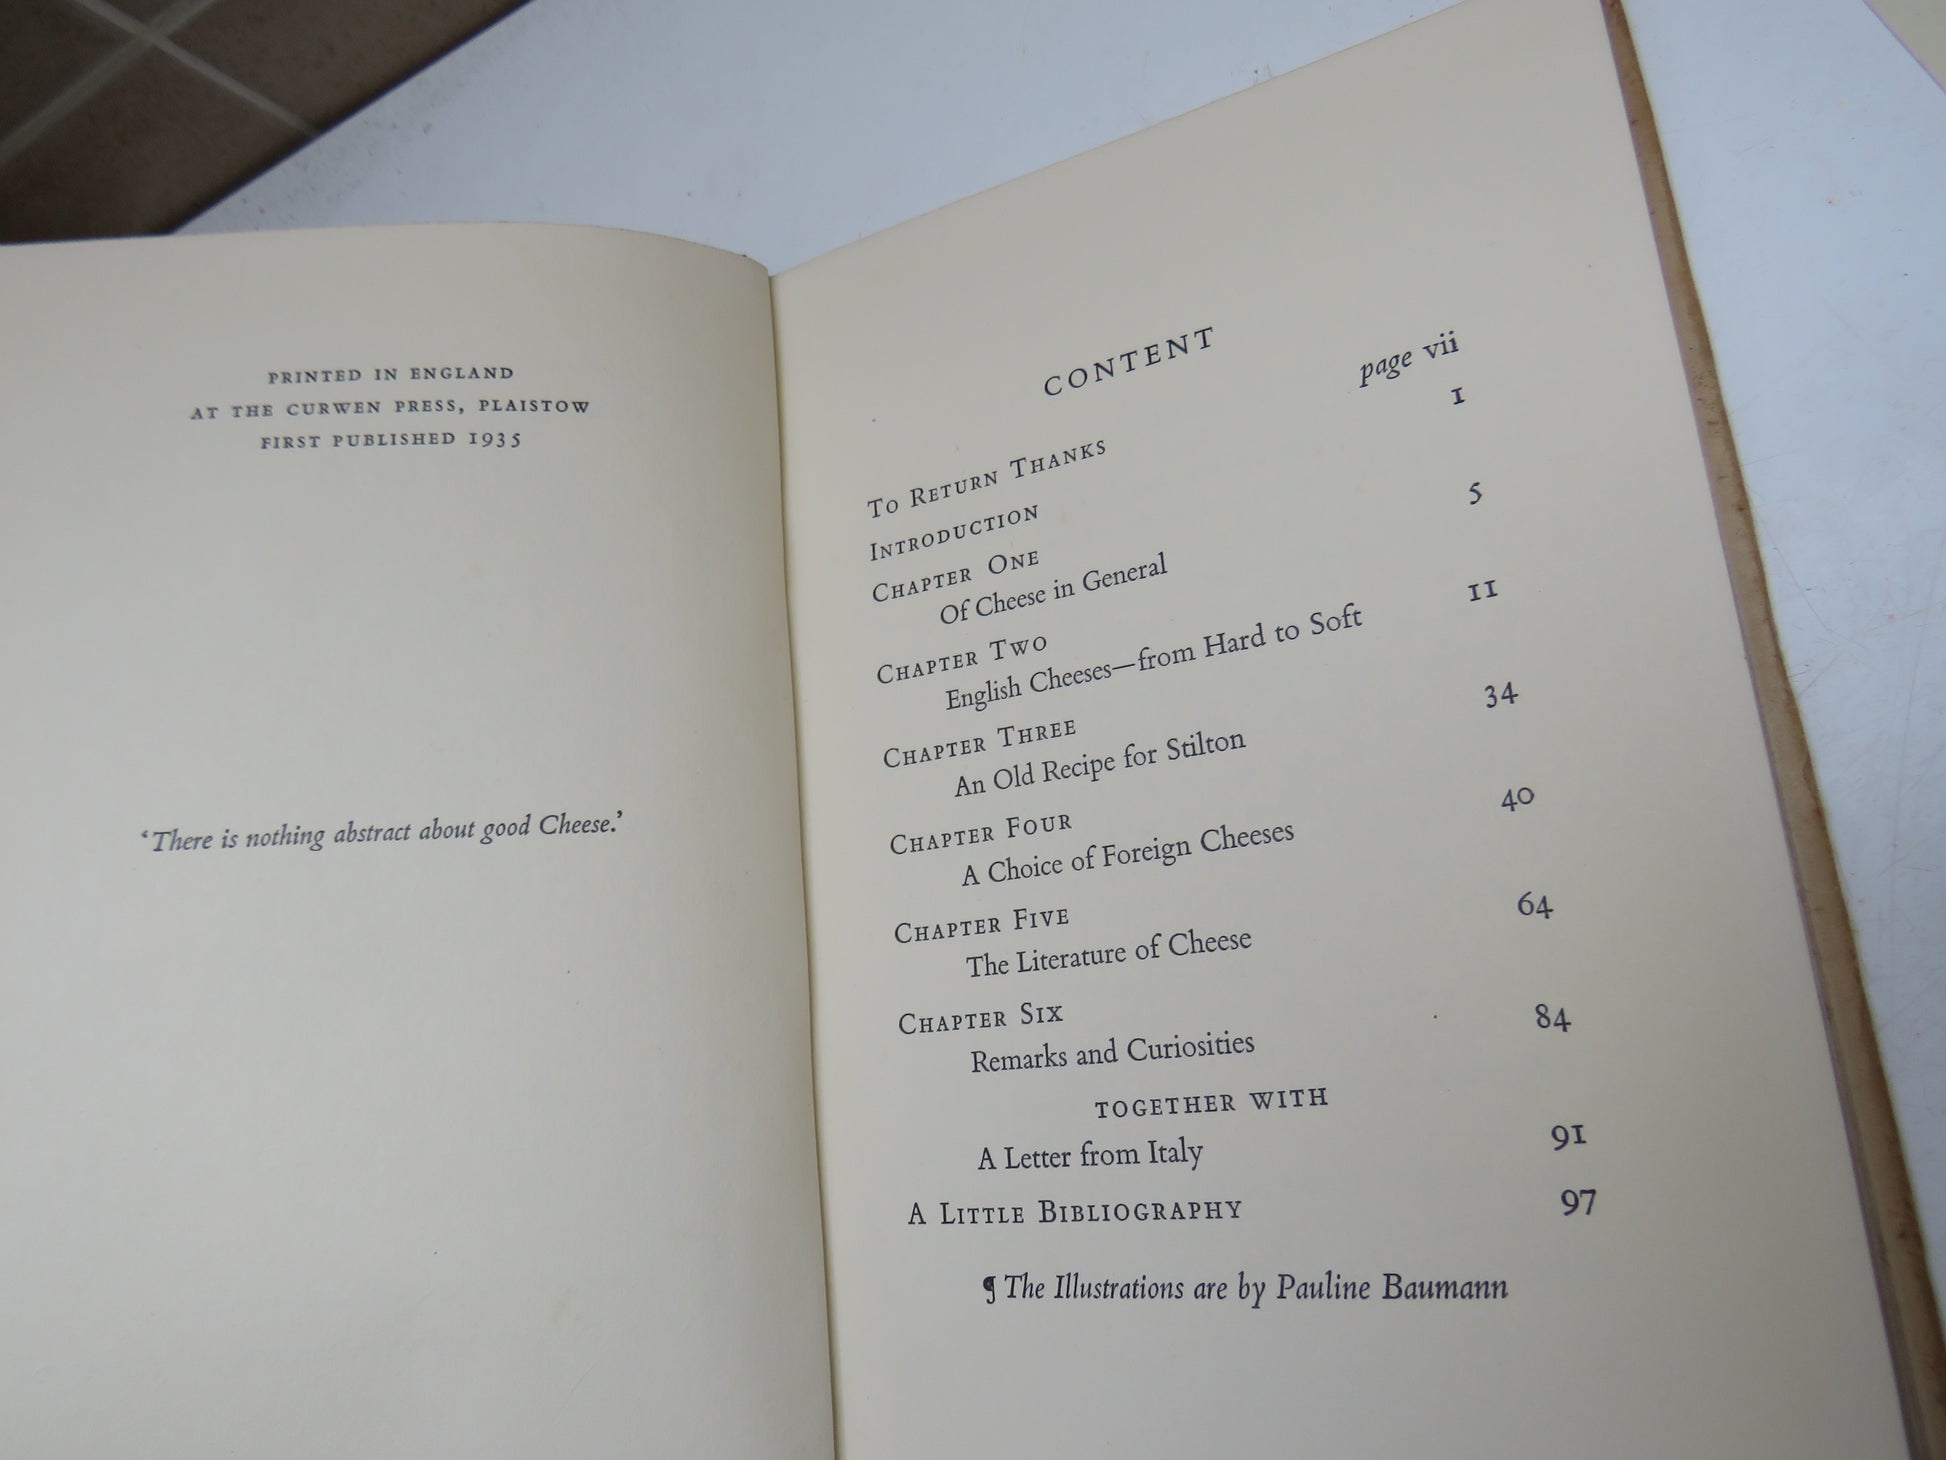 PRINTED IN ENGLAND
AT THE CURWEN PRESS, PLAISTOW
FIRST PUBLISHED 1935
‘There is nothing abstract about good Cheese.’
CONTENT
TO RETURN THANKS page vii
INTRODUCTION 1
CHAPTER ONE
Of Cheese in General 5
CHAPTER TWO
English Cheeses—from Hard to Soft 11
CHAPTER THREE
An Old Recipe for Stilton 34
CHAPTER FOUR
A Choice of Foreign Cheeses 40
CHAPTER FIVE
The Literature of Cheese 64
CHAPTER SIX
Remarks and Curiosities 84
TOGETHER WITH
A Letter from Italy 91
A LITTLE BIBLIOGRAPHY 97
¶ The Illustrations are by Pauline Baumann